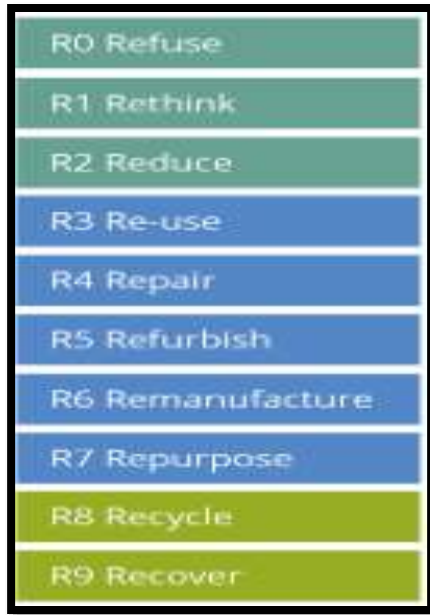 R0 Refuse
R1 Rethink
R2 Reduce
R3 Re-use
R4 Repair
R5 Refurbish
R6 Remanufacture
R7 Repurpose
R8 Recycle
R9 Recover